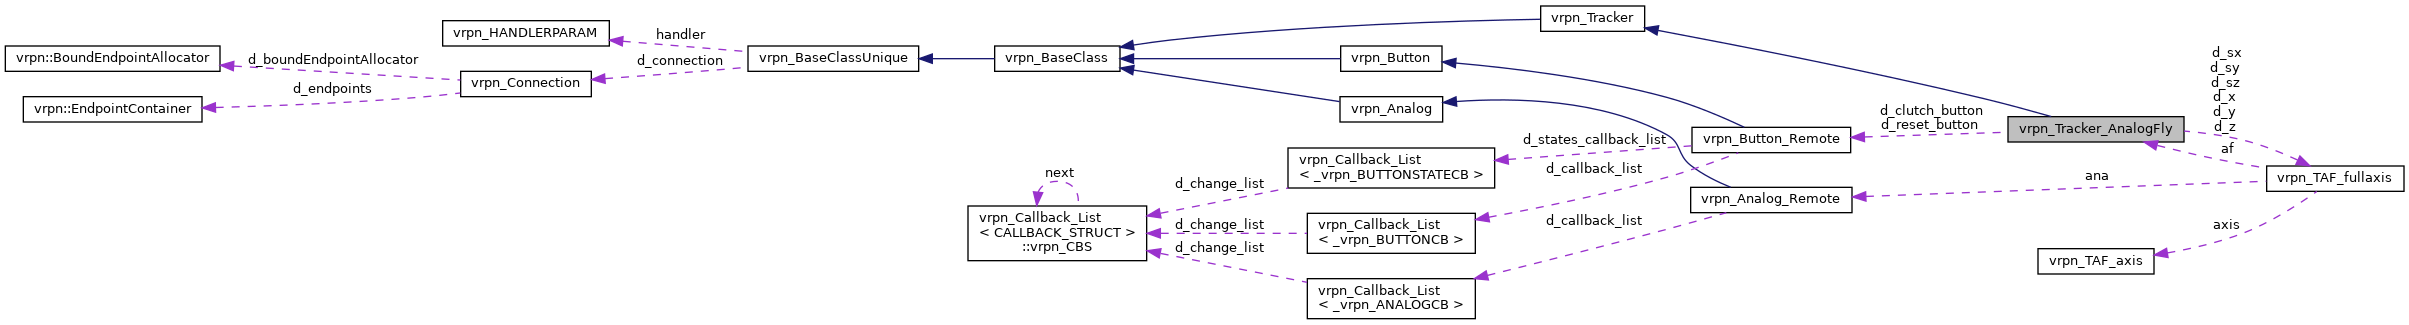 vrpn_HANDLERPARAM
vrpn::BoundEndpointAllocator
vrpn::EndpointContainer
d_boundEndpointAllocator
d_endpoints
vrpn_Connection
handler
d_connection
vrpn_BaseClassUnique
vrpn_BaseClass
vrpn_Tracker
vrpn_Button
vrpn_Analog
next
vrpn_Callback_List
< CALLBACK_STRUCT >
::vrpn_CBS
d_change_list
d_change_list
d_change_list
vrpn_Callback_List
< _vrpn_BUTTONSTATECB >
vrpn_Callback_List
< _vrpn_BUTTONCB >
vrpn_Callback_List
< _vrpn_ANALOGCB >
d_states_callback_list
d_callback_list
d_callback_list
vrpn_Button_Remote
vrpn_Analog_Remote
d_clutch_button
d_reset_button
vrpn_Tracker_AnalogFly
d_sx
d_sy
d_sz
d_x
d_y
d_z
af
ana
axis
vrpn_TAF_fullaxis
vrpn_TAF_axis